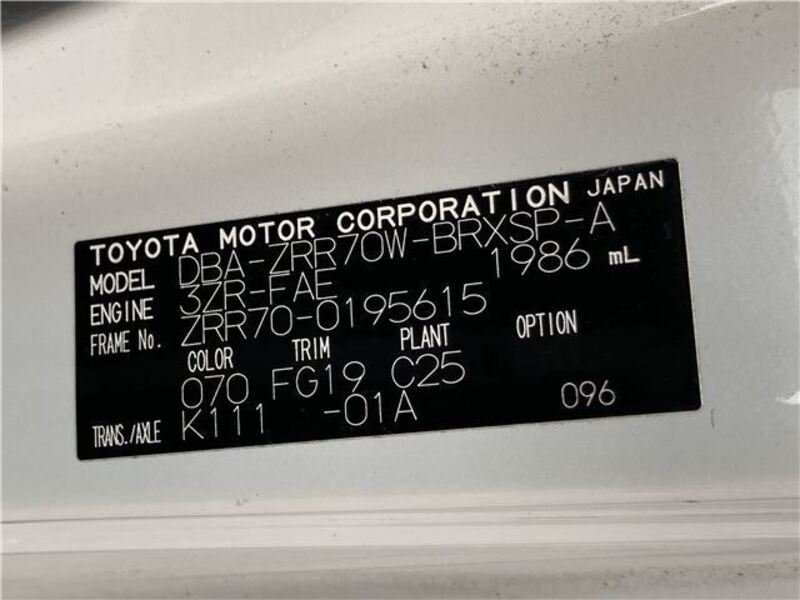 TOYOTA MOTOR CORPORATION JAPAN
MODEL DBA-ZRR70W-BRXSP-A
ENGINE 3ZR-FAE 1986 mL
FRAME No. ZRR70-0195615
COLOR TRIM PLANT OPTION
070 FG19 C25
TRANS./AXLE K111 -01A 096